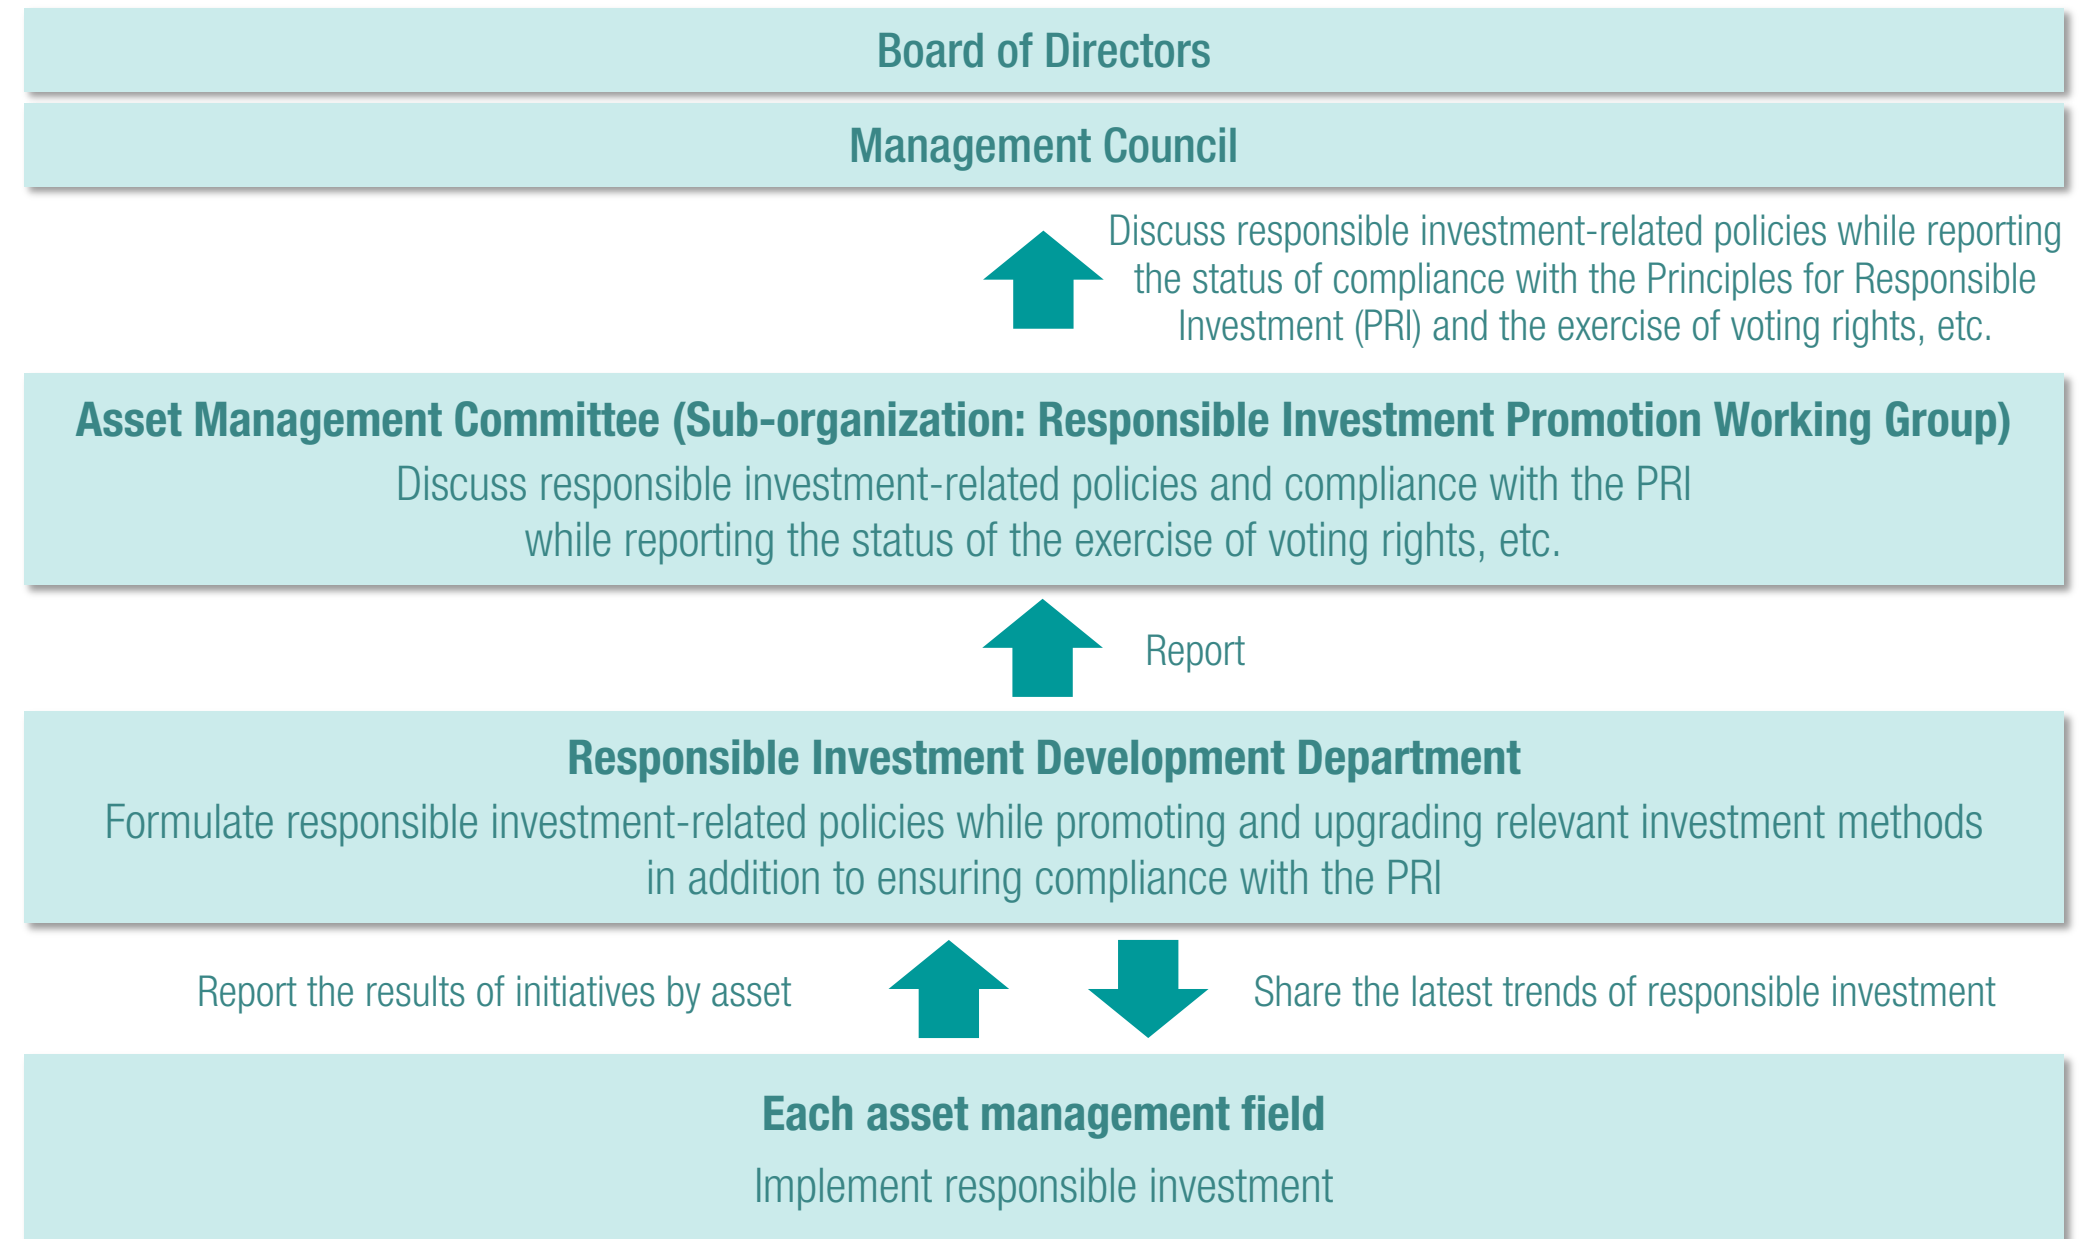 Board of Directors
Management Council
Discuss responsible investment-related policies while reporting
the status of compliance with the Principles for Responsible
Investment (PRI) and the exercise of voting rights, etc.
Asset Management Committee (Sub-organization: Responsible Investment Promotion Working Group)
Discuss responsible investment-related policies and compliance with the PRI
while reporting the status of the exercise of voting rights, etc.
Report
Responsible Investment Development Department
Formulate responsible investment-related policies while promoting and upgrading relevant investment methods
in addition to ensuring compliance with the PRI
Report the results of initiatives by asset
Share the latest trends of responsible investment
Each asset management field
Implement responsible investment